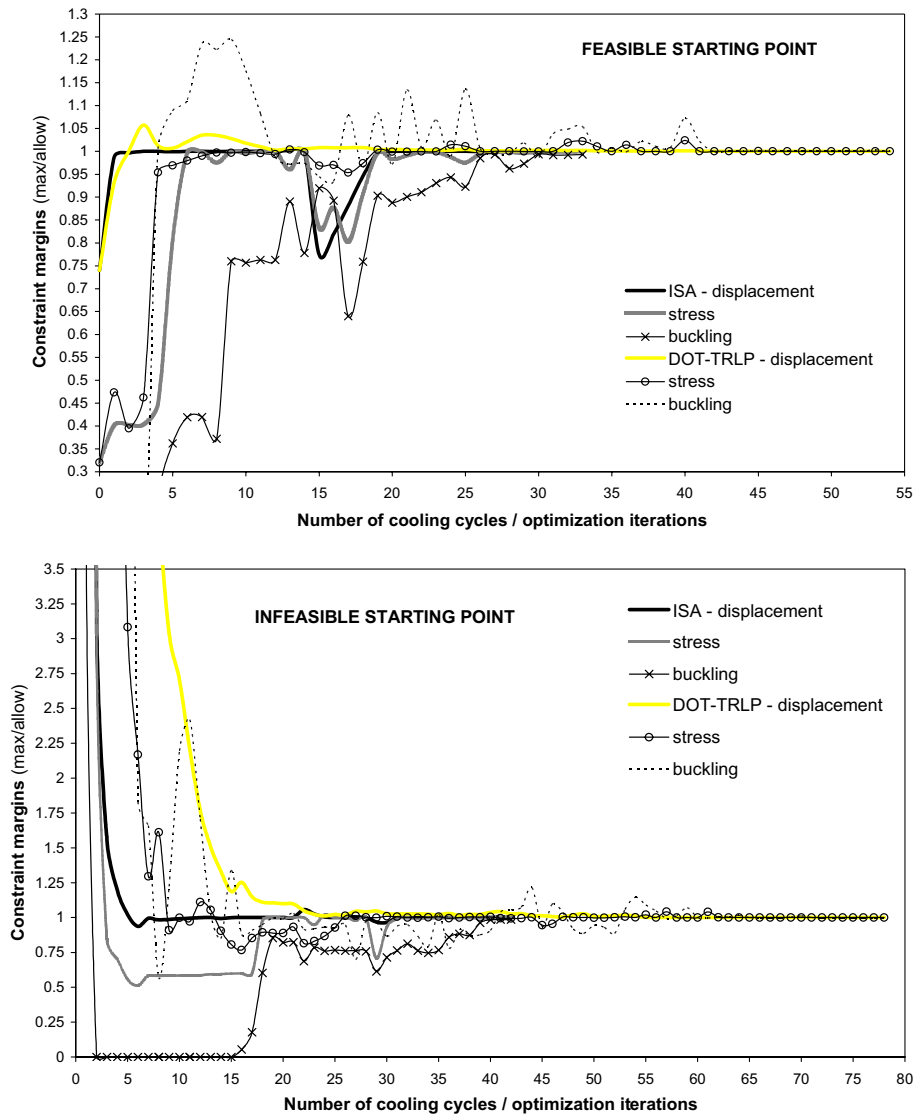 FEASIBLE STARTING POINT
Constraint margins (max/allow)
1.3
1.25
1.2
1.15
1.1
1.05
1
0.95
0.9
0.85
0.8
0.75
0.7
0.65
0.6
0.55
0.5
0.45
0.4
0.35
0.3
ISA - displacement
stress
buckling
DOT-TRLP - displacement
stress
buckling
0 5 10 15 20 25 30 35 40 45 50 55
Number of cooling cycles / optimization iterations
INFEASIBLE STARTING POINT
Constraint margins (max/allow)
3.5
3.25
3
2.75
2.5
2.25
2
1.75
1.5
1.25
1
0.75
0.5
0.25
0
ISA - displacement
stress
buckling
DOT-TRLP - displacement
stress
buckling
0 5 10 15 20 25 30 35 40 45 50 55 60 65 70 75 80
Number of cooling cycles / optimization iterations